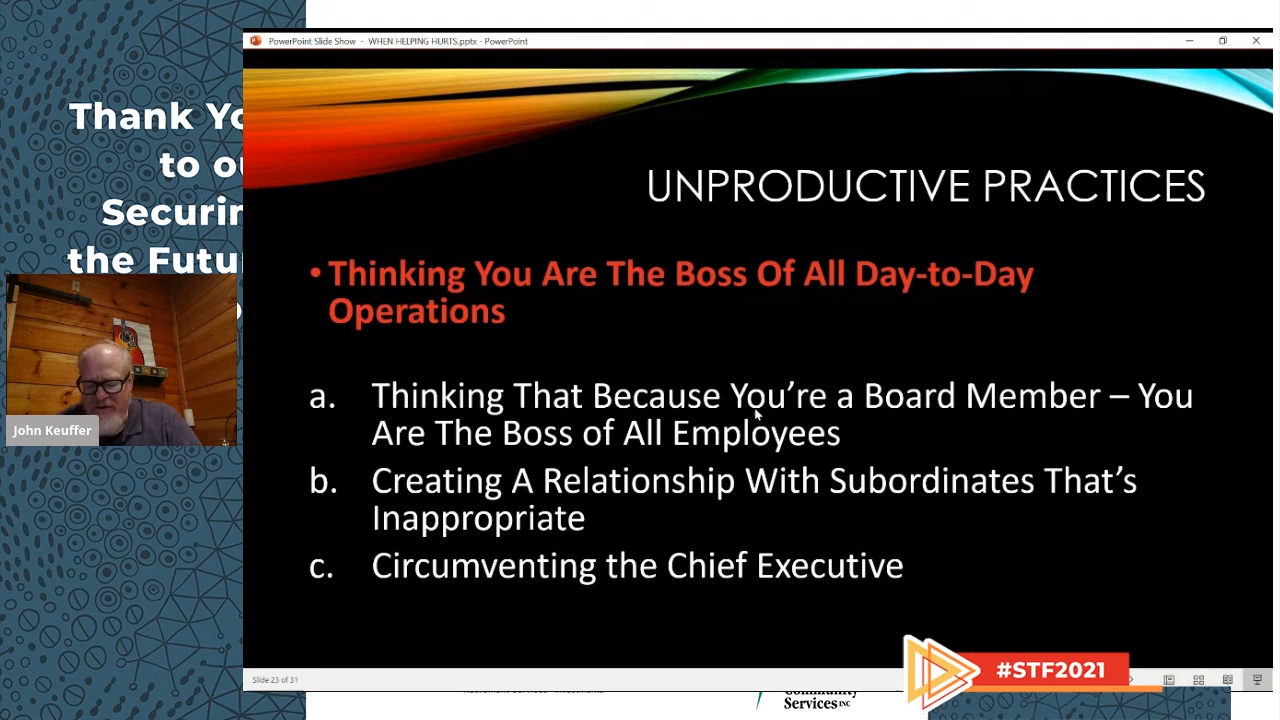 PowerPoint Slide Show - WHEN HELPING HURTS.pptx - PowerPoint
Thank Yo
to ou
Securin
the Futu
UNPRODUCTIVE PRACTICES
• Thinking You Are The Boss Of All Day-to-Day
Operations
a. Thinking That Because You’re a Board Member – You
Are The Boss of All Employees
b. Creating A Relationship With Subordinates That’s
Inappropriate
c. Circumventing the Chief Executive
John Keuffer
#STF2021
Slide 23 of 31
Community
Services INC